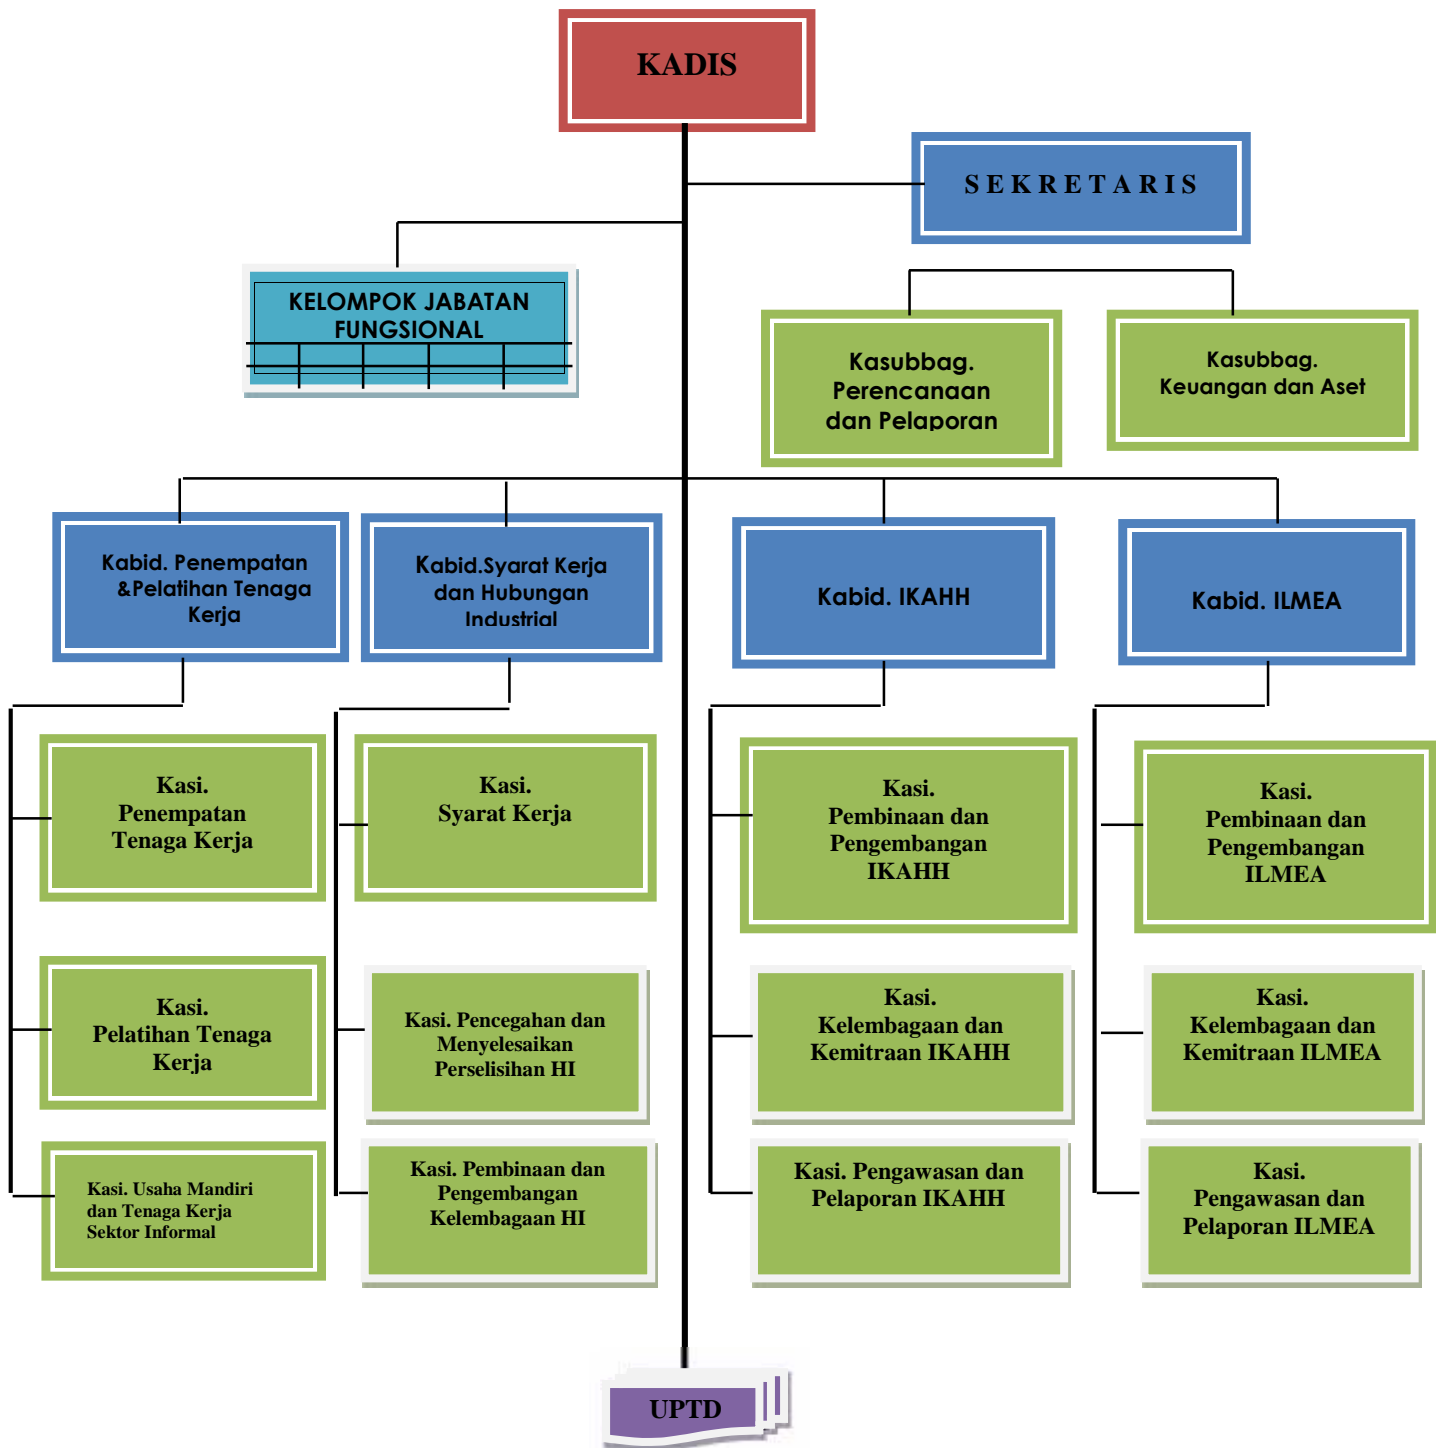 KADIS
S E K R E T A R I S
KELOMPOK JABATAN
FUNGSIONAL
Kasubbag.
Perencanaan
dan Pelaporan
Kasubbag.
Keuangan dan Aset
Kabid. Penempatan
&Pelatihan Tenaga
Kerja
Kabid.Syarat Kerja
dan Hubungan
Industrial
Kabid. IKAHH
Kabid. ILMEA
Kasi.
Penempatan
Tenaga Kerja
Kasi.
Syarat Kerja
Kasi.
Pembinaan dan
Pengembangan
IKAHH
Kasi.
Pembinaan dan
Pengembangan
ILMEA
Kasi.
Pelatihan Tenaga
Kerja
Kasi. Pencegahan dan
Menyelesaikan
Perselisihan HI
Kasi.
Kelembagaan dan
Kemitraan IKAHH
Kasi.
Kelembagaan dan
Kemitraan ILMEA
Kasi. Usaha Mandiri
dan Tenaga Kerja
Sektor Informal
Kasi. Pembinaan dan
Pengembangan
Kelembagaan HI
Kasi. Pengawasan dan
Pelaporan IKAHH
Kasi.
Pengawasan dan
Pelaporan ILMEA
UPTD